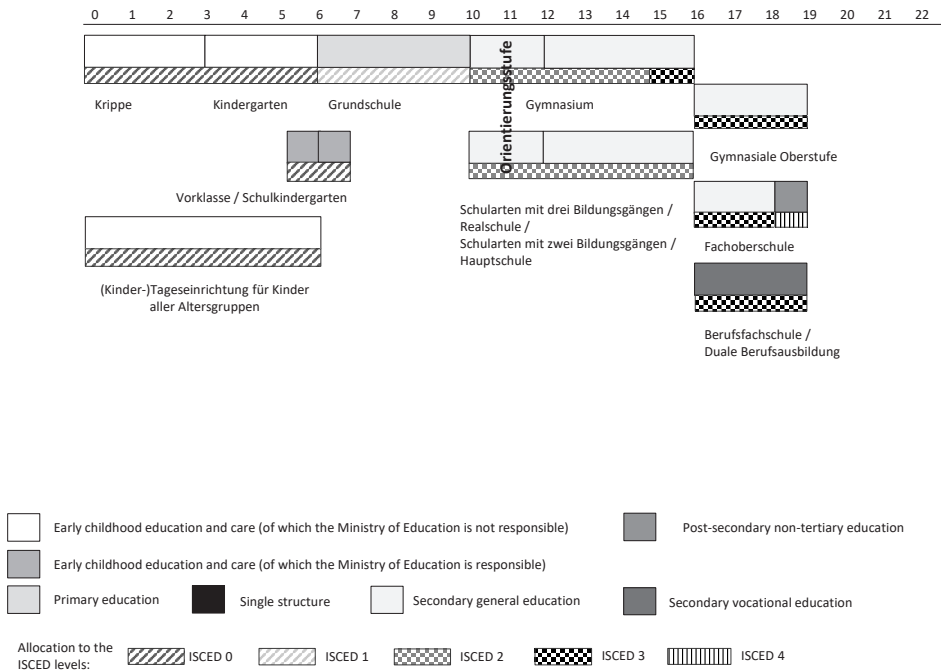 0 1 2 3 4 5 6 7 8 9 10 11 12 13 14 15 16 17 18 19 20 21 22
Orientierungsstufe
Krippe Kindergarten Grundschule Gymnasium
Gymnasiale Oberstufe
Vorklasse / Schulkindergarten
Schularten mit drei Bildungsgängen /
Realschule /
Schularten mit zwei Bildungsgängen /
Hauptschule
Fachoberschule
(Kinder-)Tageseinrichtung für Kinder
aller Altersgruppen
Berufsfachschule /
Duale Berufsausbildung
Early childhood education and care (of which the Ministry of Education is not responsible)
Post-secondary non-tertiary education
Early childhood education and care (of which the Ministry of Education is responsible)
Primary education Single structure Secondary general education Secondary vocational education
Allocation to the
ISCED levels: ISCED 0 ISCED 1 ISCED 2 ISCED 3 ISCED 4